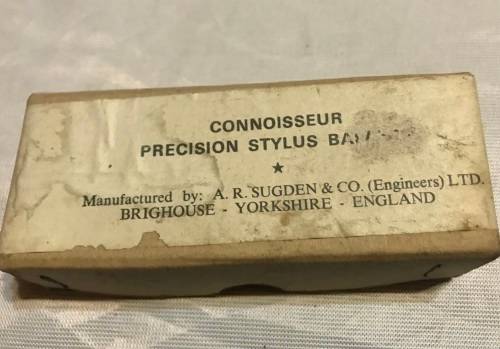 CONNOISSEUR
PRECISION STYLUS
★
Manufactured by: A. R. SUGDEN & CO. (Engineers) LTD.
BRIGHOUSE - YORKSHIRE - ENGLAND